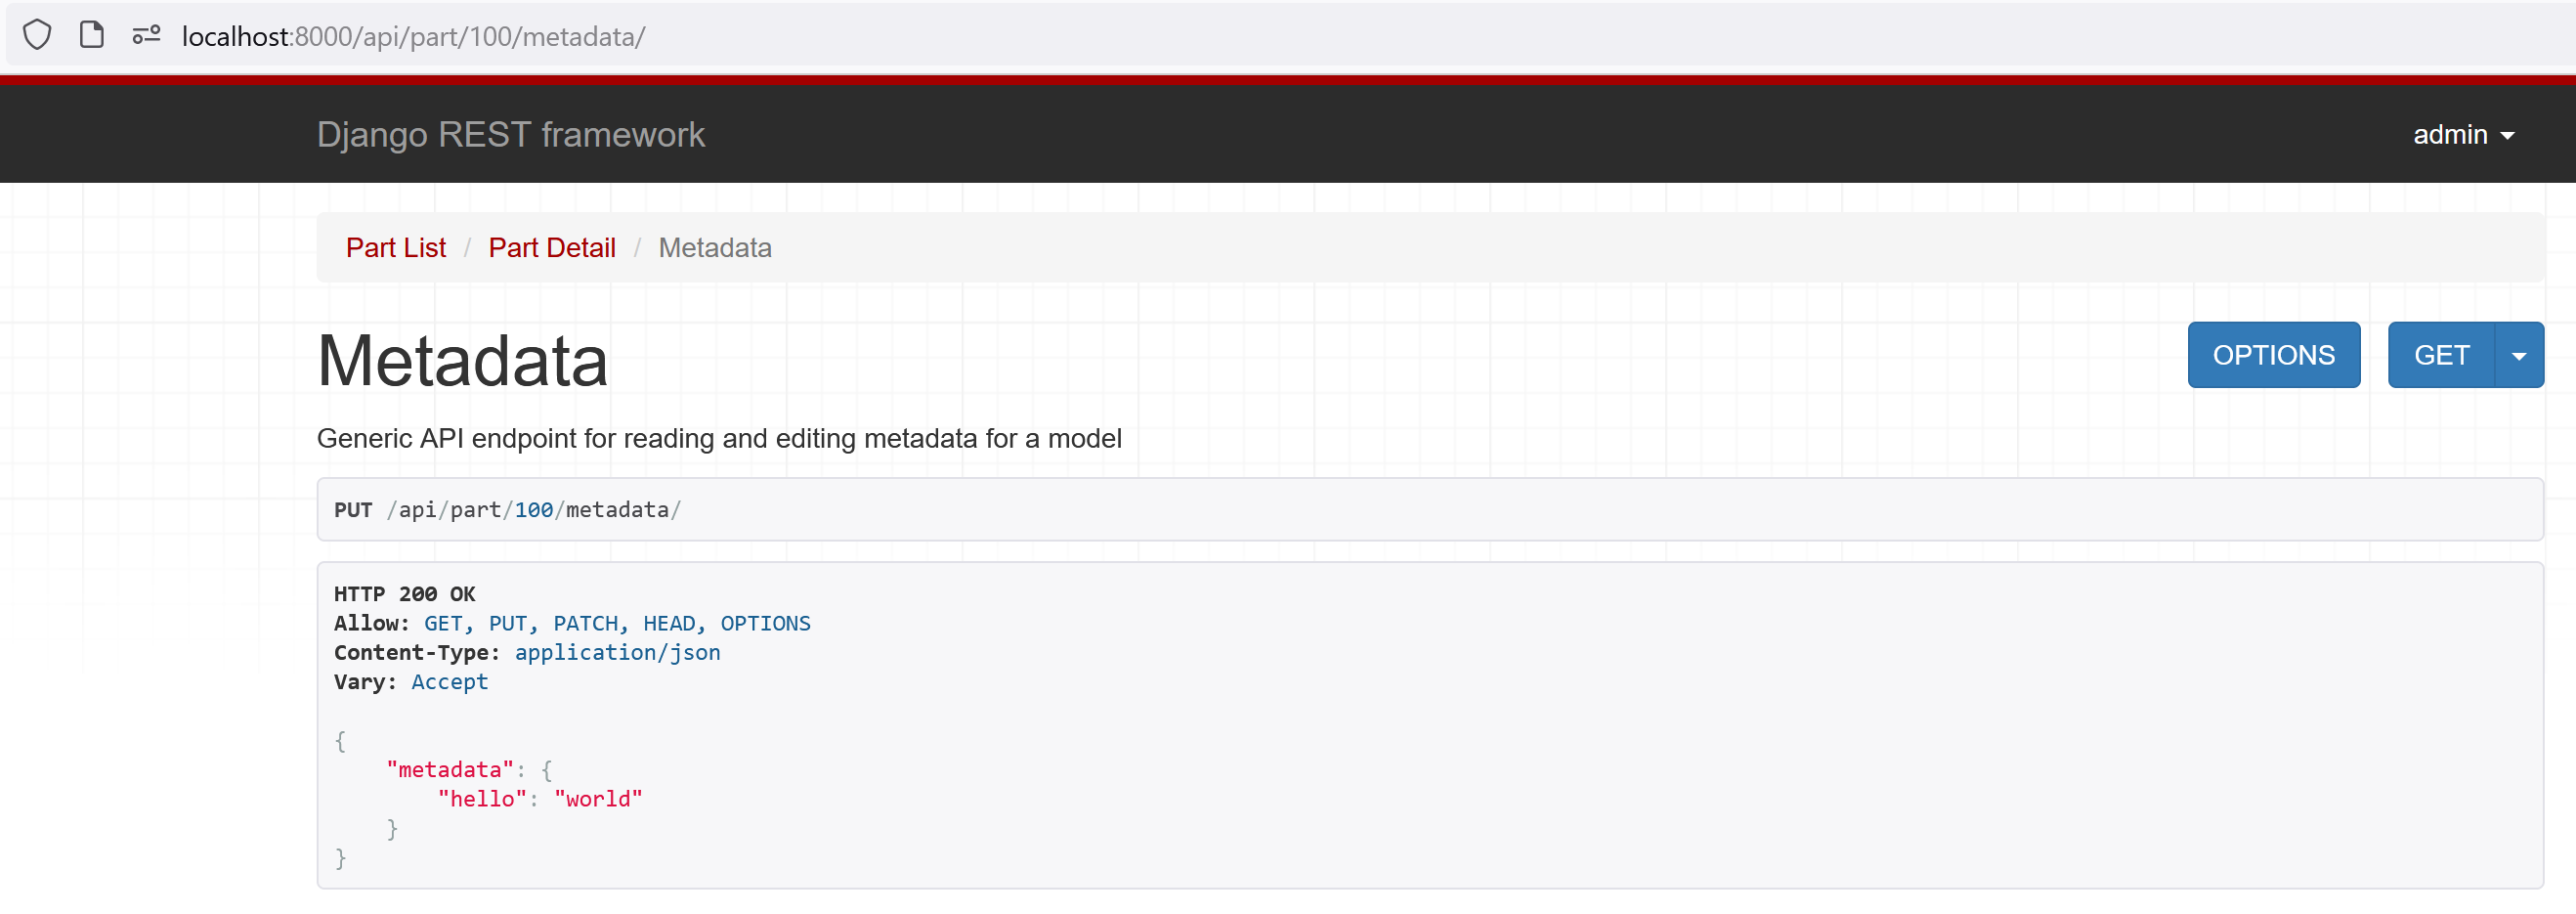 localhost:8000/api/part/100/metadata/
Django REST framework
admin
Part List / Part Detail / Metadata
Metadata
OPTIONS
GET
Generic API endpoint for reading and editing metadata for a model
PUT /api/part/100/metadata/
HTTP 200 OK
Allow: GET, PUT, PATCH, HEAD, OPTIONS
Content-Type: application/json
Vary: Accept
{
    "metadata": {
        "hello": "world"
    }
}